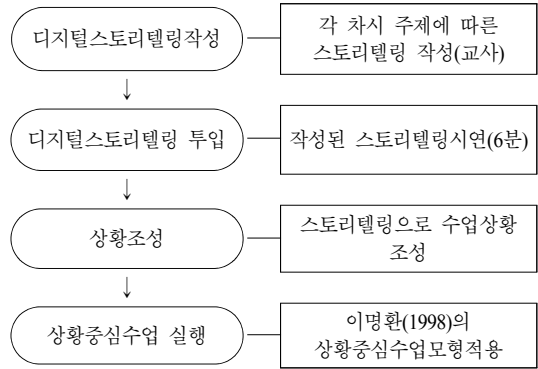 디지털스토리텔링작성
각 차시 주제에 따른
스토리텔링 작성(교사)
↓
디지털스토리텔링 투입
작성된 스토리텔링시연(6분)
↓
상황조성
스토리텔링으로 수업상황
조성
↓
상황중심수업 실행
이명환(1998)의
상황중심수업모형적용